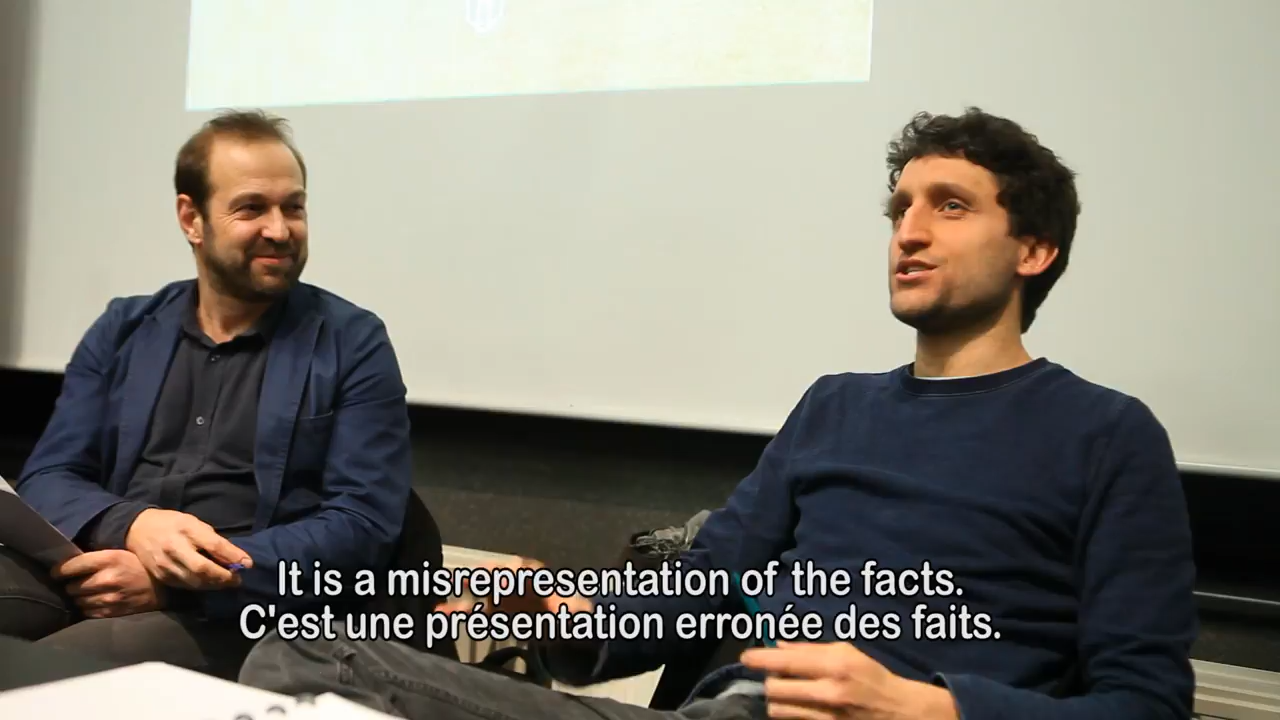 It is a misrepresentation of the facts.
C'est une présentation erronée des faits.